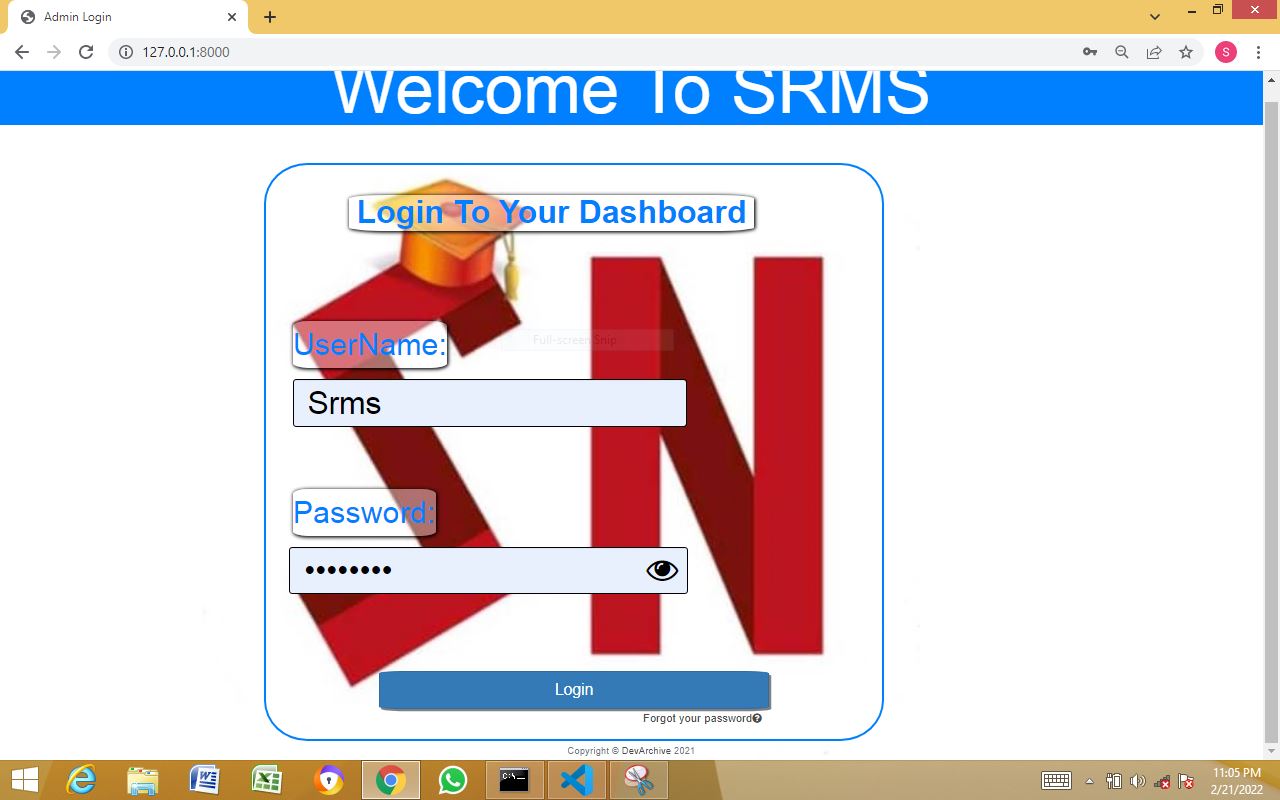 Admin Login
127.0.0.1:8000
S
Welcome To SRMS
Login To Your Dashboard
UserName:
Full-screen Snip
Srms
Password:
Login
Forgot your password
Copyright © DevArchive 2021
11:05 PM
2/21/2022